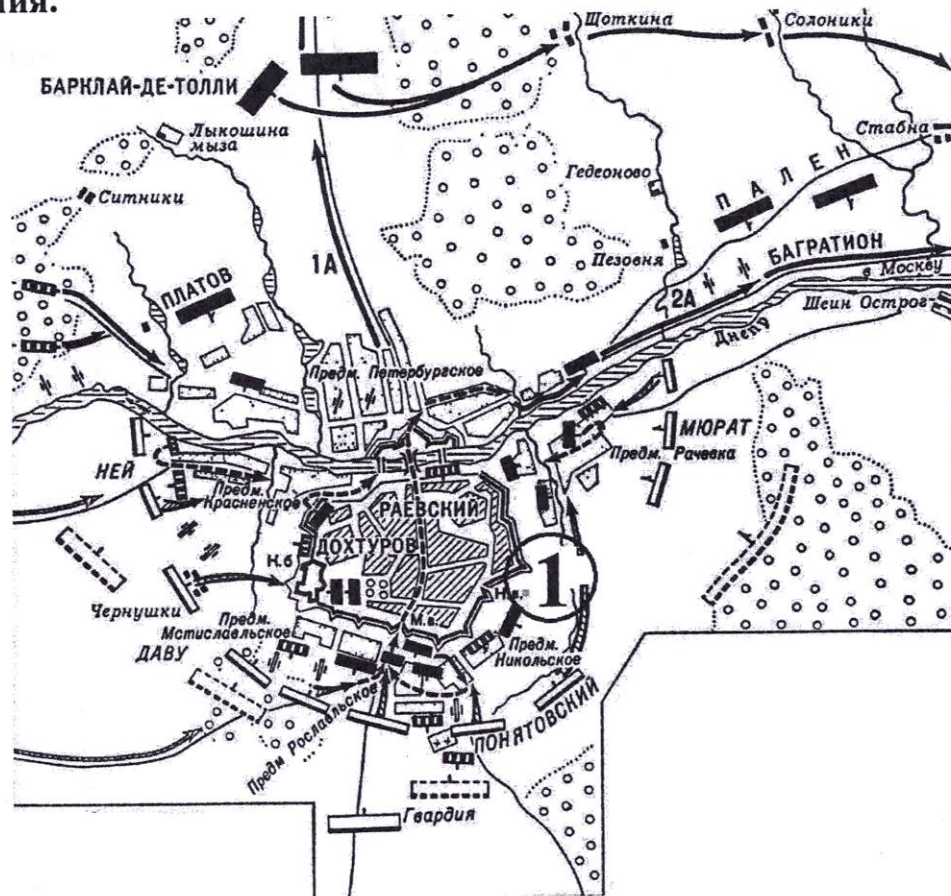 ния.
Щоткина
Солоники
БАРКЛАЙ-ДЕ-ТОЛЛИ
Лыкошина
мыза
Стабна
Гедеоново
ПАЛЕН
Ситники
1А
Пезовня
БАГРАТИОН
в Москву
ПЛАТОВ
2А
Шеин Острог
Днепр
Предм. Петербургское
МЮРАТ
НЕЙ
Предм. Рачевка
Предм.
Красненское
РАЕВСКИЙ
ДОХТУРОВ
Н.б
1
Н.в.
Чернушки
М.в.
Предм.
Мстиславльское
Предм.
Никольское
ДАВУ
Предм Рославльское
ПОНЯТОВСКИЙ
Гвардия